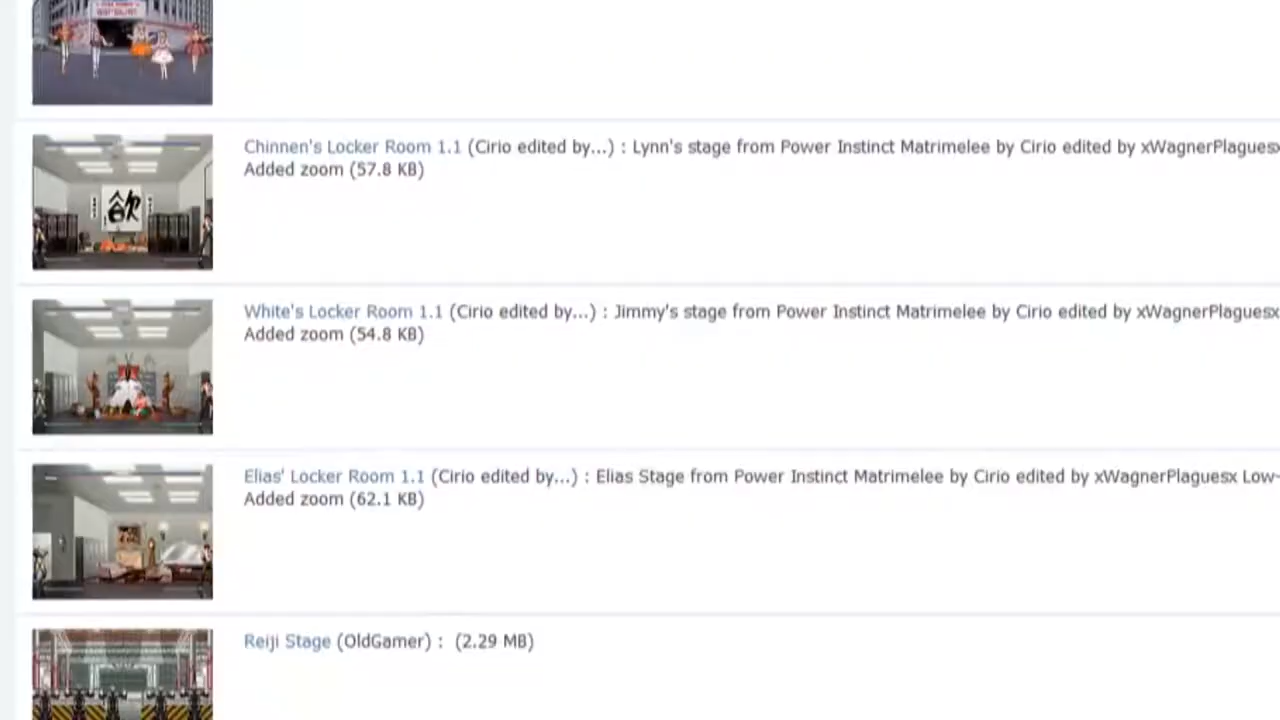 Chinnen's Locker Room 1.1 (Cirio edited by...) : Lynn's stage from Power Instinct Matrimelee by Cirio edited by xWagnerPlaguesx
Added zoom (57.8 KB)
欲
White's Locker Room 1.1 (Cirio edited by...) : Jimmy's stage from Power Instinct Matrimelee by Cirio edited by xWagnerPlaguesx
Added zoom (54.8 KB)
Elias' Locker Room 1.1 (Cirio edited by...) : Elias Stage from Power Instinct Matrimelee by Cirio edited by xWagnerPlaguesx Low-
Added zoom (62.1 KB)
Reiji Stage (OldGamer) : (2.29 MB)